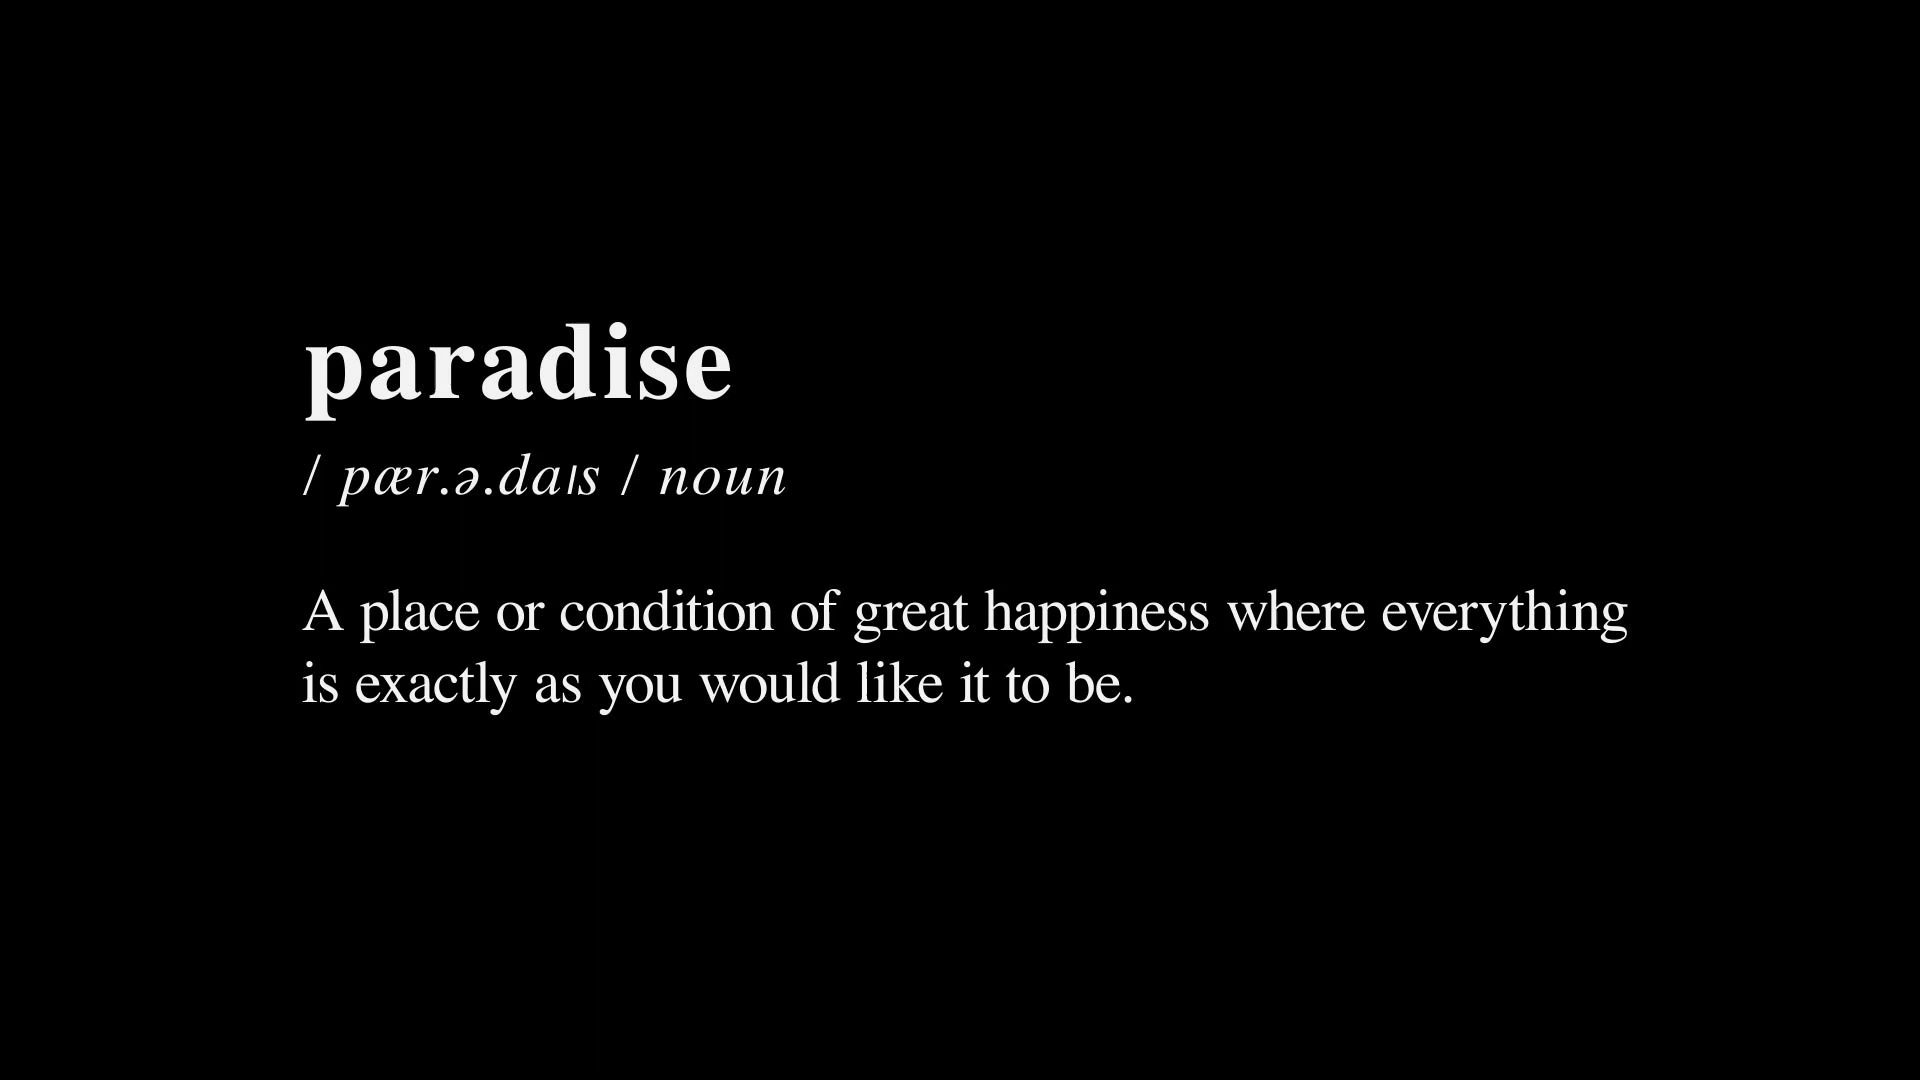 paradise
/ pær.ə.daɪs / noun
A place or condition of great happiness where everything
is exactly as you would like it to be.